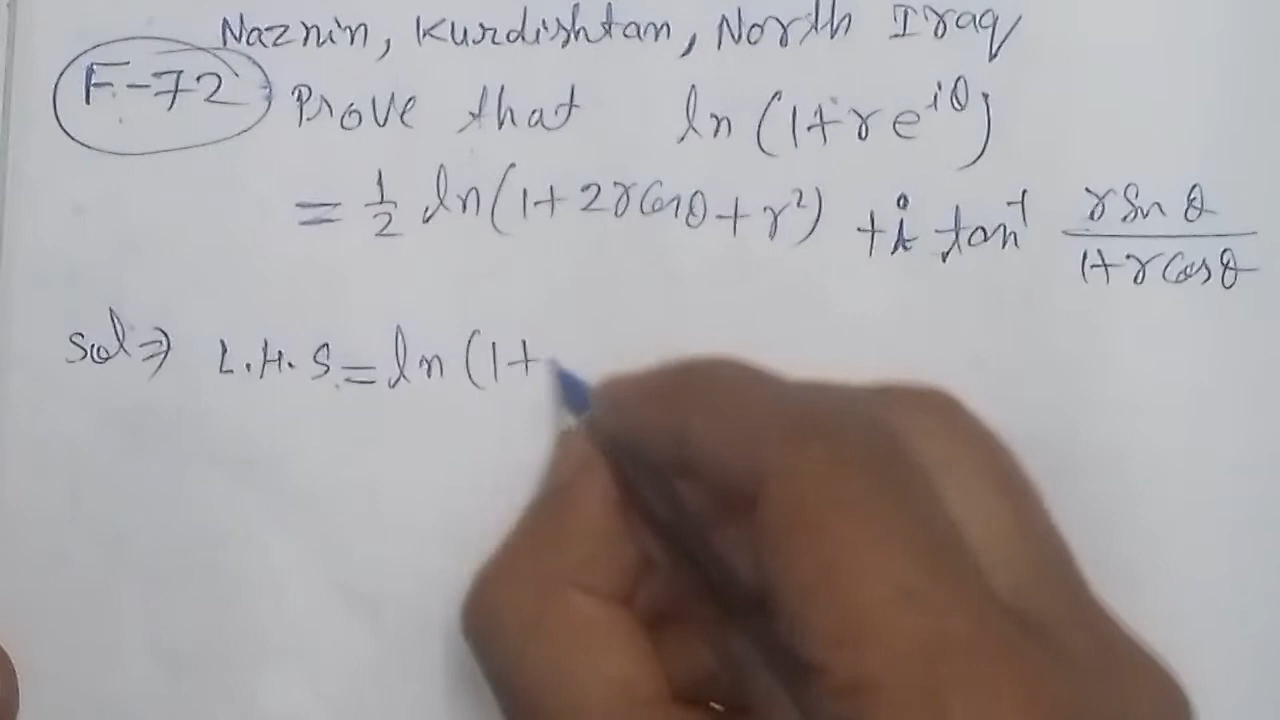 Naznin, Kurdishtan, North Iraq
F-72 Prove that ln(1+re^{iθ})
= 1/2 ln(1+2rCosθ+r²) + i tan⁻¹ rSinθ/1+rCosθ
Sol⇒ L.H.S.=ln(1+